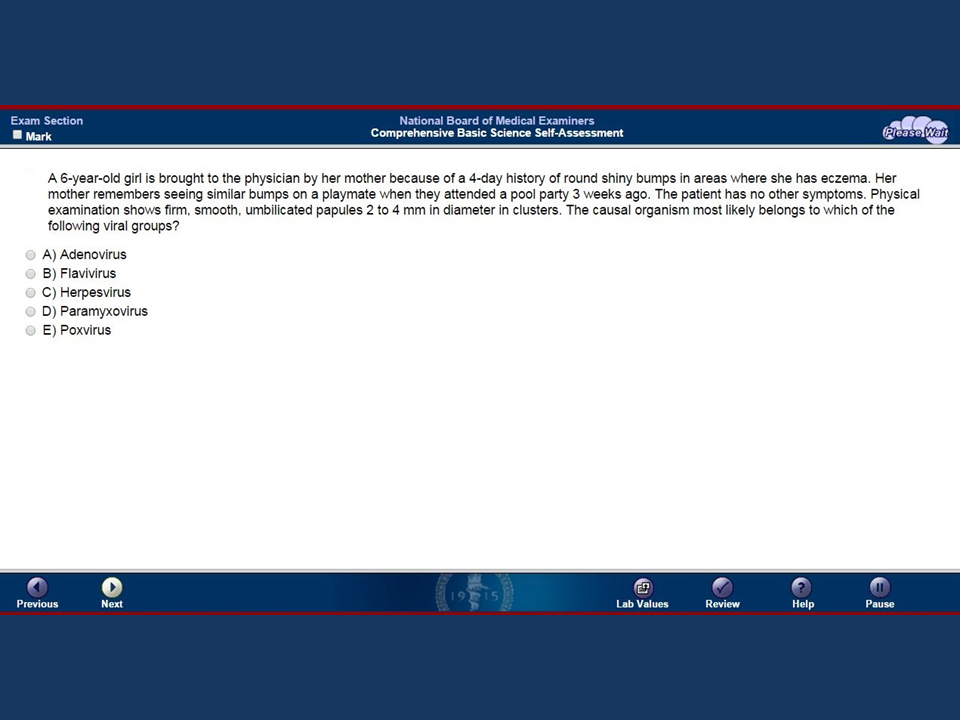 Exam Section
Mark
National Board of Medical Examiners
Comprehensive Basic Science Self-Assessment
Please Wait
A 6-year-old girl is brought to the physician by her mother because of a 4-day history of round shiny bumps in areas where she has eczema. Her
mother remembers seeing similar bumps on a playmate when they attended a pool party 3 weeks ago. The patient has no other symptoms. Physical
examination shows firm, smooth, umbilicated papules 2 to 4 mm in diameter in clusters. The causal organism most likely belongs to which of the
following viral groups?
A) Adenovirus
B) Flavivirus
C) Herpesvirus
D) Paramyxovirus
E) Poxvirus
1915
Previous
Next
Lab Values
Review
Help
Pause